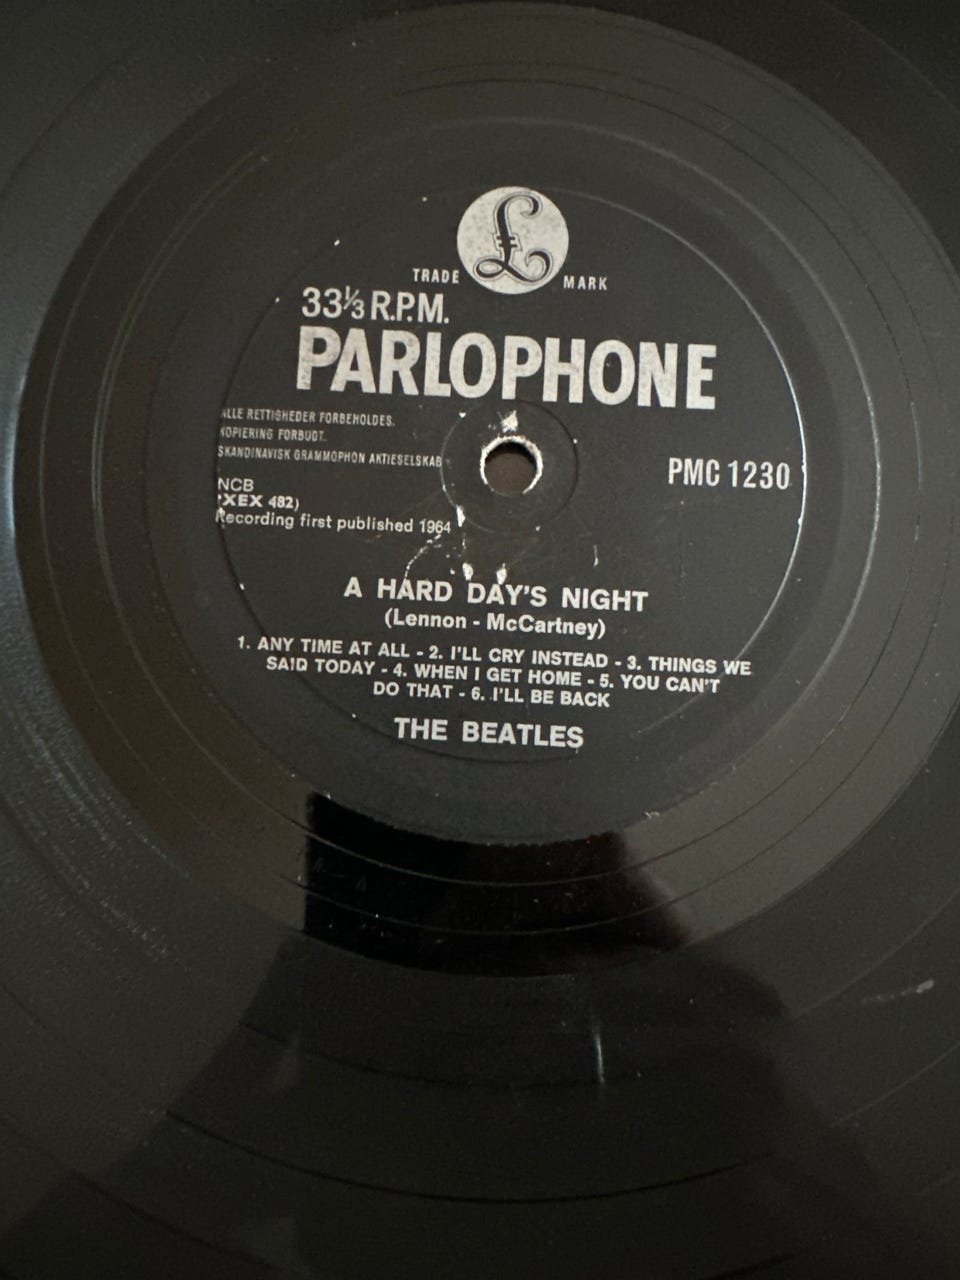 £
TRADE MARK
33⅓ R.P.M.
PARLOPHONE
ALLE RETTIGHEDER FORBEHOLDES.
KOPIERING FORBUDT.
SKANDINAVISK GRAMMOPHON AKTIESELSKAB
PMC 1230
NCB
(XEX 482)
Recording first published 1964
A HARD DAY'S NIGHT
(Lennon - McCartney)
1. ANY TIME AT ALL - 2. I'LL CRY INSTEAD - 3. THINGS WE
SAID TODAY - 4. WHEN I GET HOME - 5. YOU CAN'T
DO THAT - 6. I'LL BE BACK
THE BEATLES